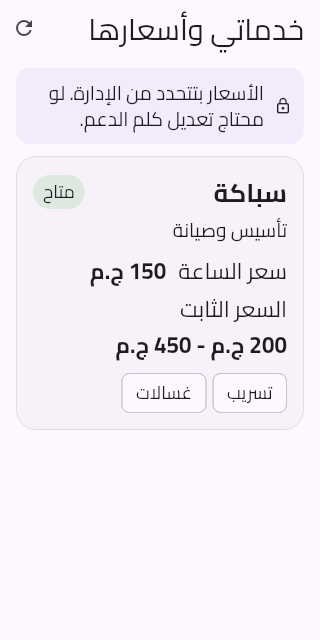 خدماتي وأسعارها
الأسعار بتتحدد من الإدارة. لو
محتاج تعديل كلم الدعم.
سباكة
متاح
تأسيس وصيانة
سعر الساعة 150 ج.م
السعر الثابت
200 ج.م - 450 ج.م
تسريب
غسالات